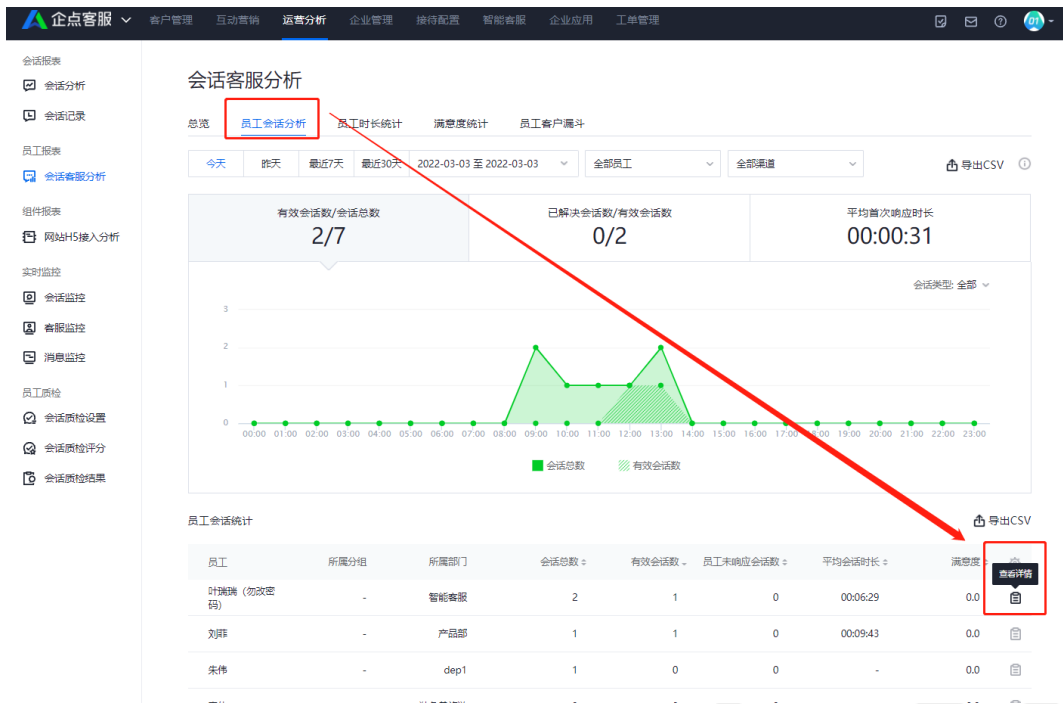 企点客服 客户管理 互动营销 运营分析 企业管理 接待配置 智能客服 企业应用 工单管理 01
会话报表
会话分析
会话记录
员工报表
会话客服分析
组件报表
网站H5接入分析
实时监控
会话监控
客服监控
消息监控
员工质检
会话质检设置
会话质检评分
会话质检结果
会话客服分析
总览 员工会话分析 员工时长统计 满意度统计 员工客户漏斗
今天 昨天 最近7天 最近30天 2022-03-03 至 2022-03-03 全部员工 全部渠道 导出CSV
有效会话数/会话总数 已解决会话数/有效会话数 平均首次响应时长
2/7 0/2 00:00:31
会话类型: 全部
3
2
1
0
00:00 01:00 02:00 03:00 04:00 05:00 06:00 07:00 08:00 09:00 10:00 11:00 12:00 13:00 14:00 15:00 16:00 17:00 18:00 19:00 20:00 21:00 22:00 23:00
会话总数 有效会话数
员工会话统计 导出CSV
员工 所属分组 所属部门 会话总数 有效会话数 员工未响应会话数 平均会话时长 满意度
查看详情
叶瑞瑞（勿改密 - 智能客服 2 1 0 00:06:29 0.0
码）
刘菲 - 产品部 1 1 0 00:09:43 0.0
朱伟 - dep1 1 0 0 - 0.0